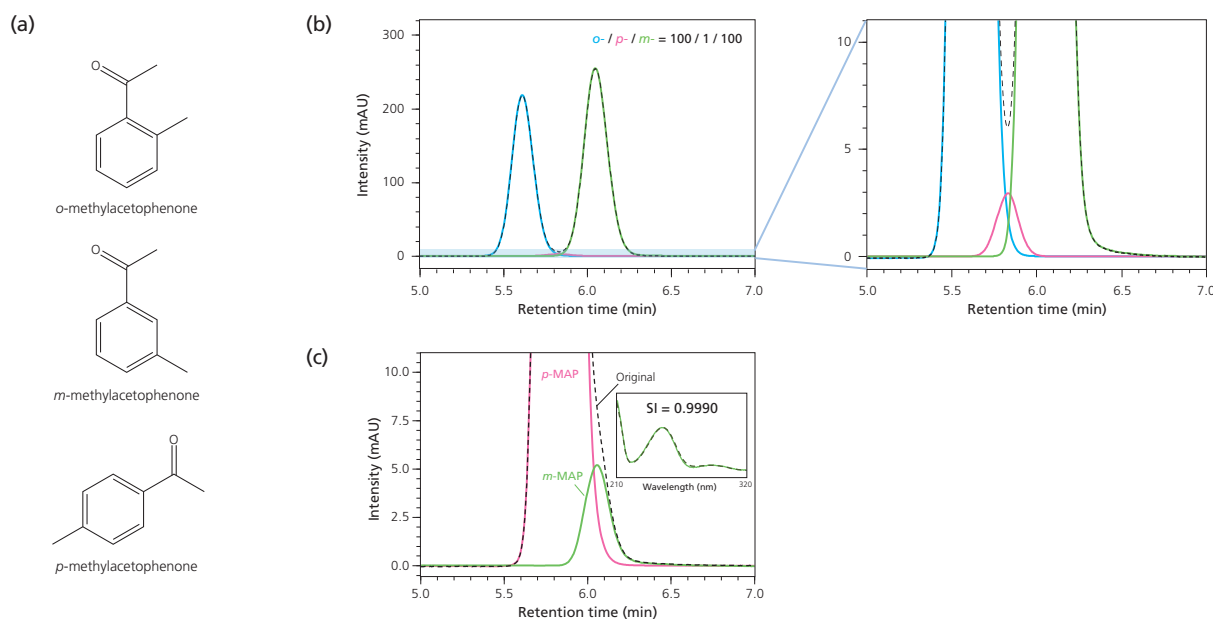 (a)
O
o-methylacetophenone
O
m-methylacetophenone
O
p-methylacetophenone
(b)
Intensity (mAU)
300
200
100
0
o- / p- / m- = 100 / 1 / 100
5.0 5.5 6.0 6.5 7.0
Retention time (min)
10
5
0
5.0 5.5 6.0 6.5 7.0
Retention time (min)
(c)
Intensity (mAU)
10.0
7.5
5.0
2.5
0.0
p-MAP
Original
m-MAP
SI = 0.9990
210 320
Wavelength (nm)
5.0 5.5 6.0 6.5 7.0
Retention time (min)